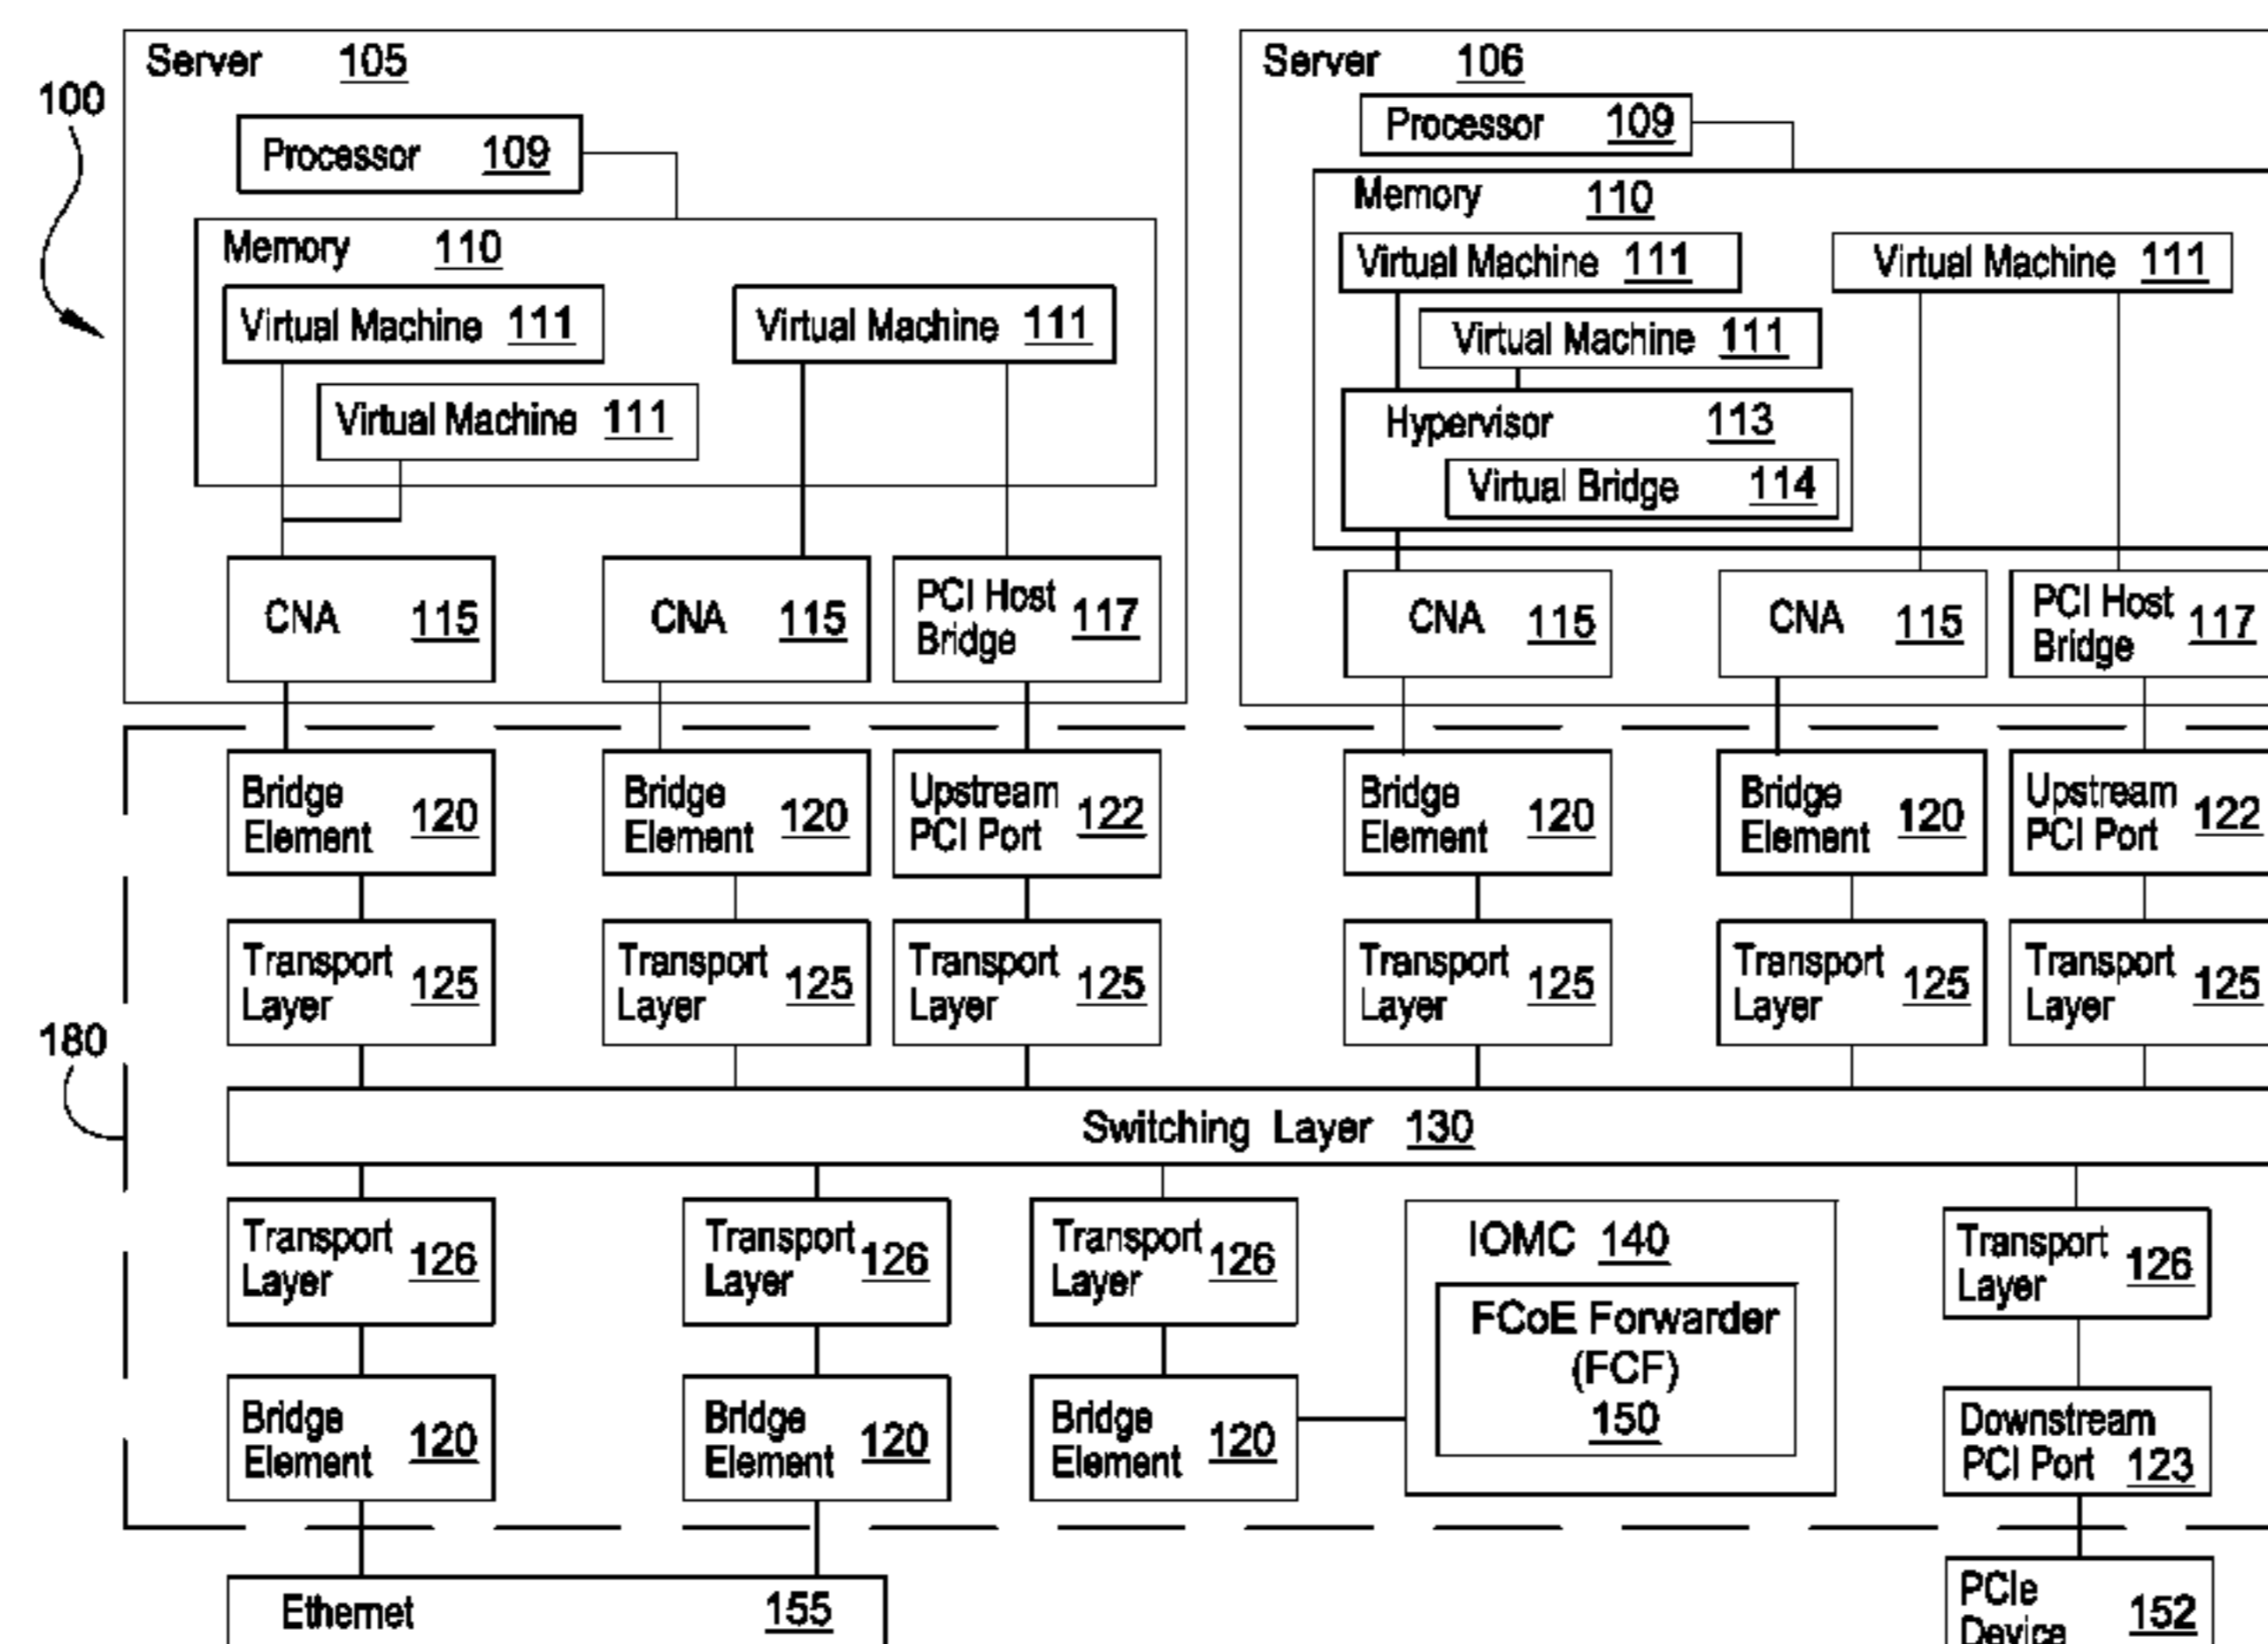 Server 105
Server 106
100
Processor 109
Processor 109
Memory 110
Memory 110
Virtual Machine 111
Virtual Machine 111
Virtual Machine 111
Virtual Machine 111
Virtual Machine 111
Virtual Machine 111
Hypervisor 113
Virtual Bridge 114
CNA 115
CNA 115
PCI Host
Bridge 117
CNA 115
CNA 115
PCI Host
Bridge 117
Bridge
Element 120
Bridge
Element 120
Upstream
PCI Port 122
Bridge
Element 120
Bridge
Element 120
Upstream
PCI Port 122
Transport
Layer 125
Transport
Layer 125
Transport
Layer 125
Transport
Layer 125
Transport
Layer 125
Transport
Layer 125
180
Switching Layer 130
Transport
Layer 126
Transport
Layer 126
Transport
Layer 126
IOMC 140
FCoE Forwarder
(FCF)
150
Transport
Layer 126
Bridge
Element 120
Bridge
Element 120
Bridge
Element 120
Downstream
PCI Port 123
Ethernet 155
PCIe
Device 152